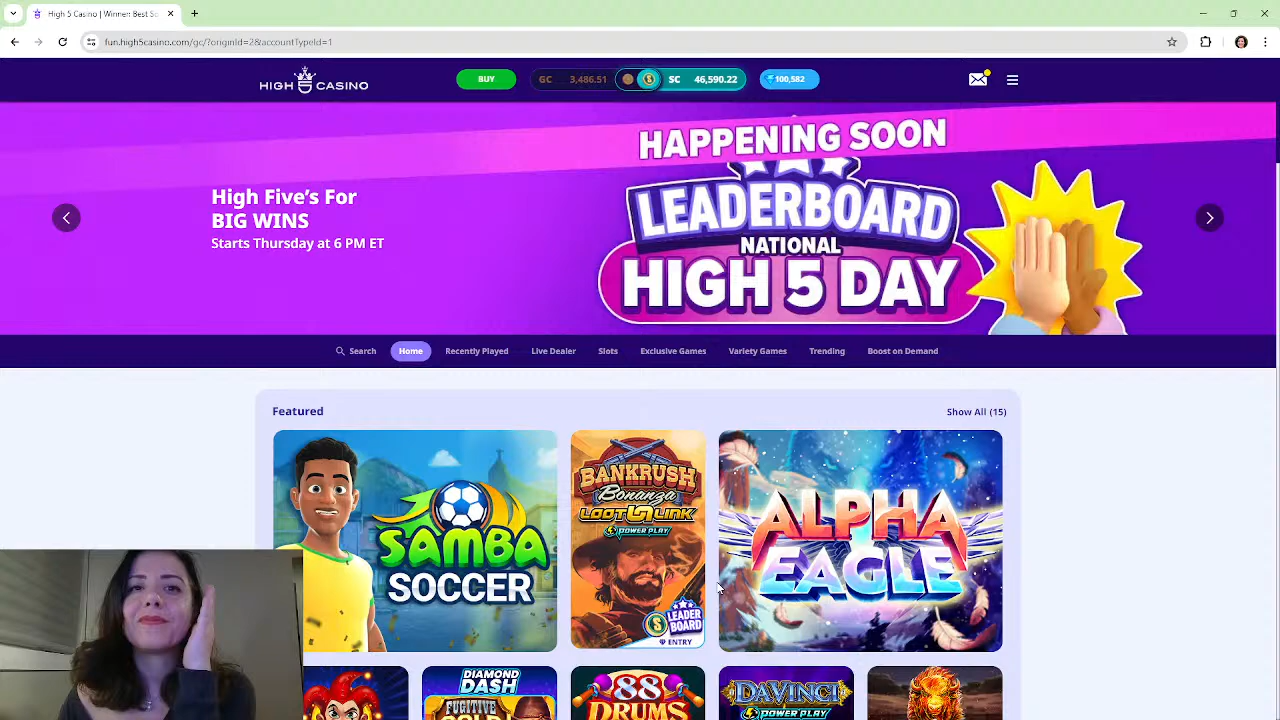 High 5 Casino | Winner: Best So
fun.high5casino.com/gc/?originId=2&accountTypeId=1
HIGH 5 CASINO
BUY
GC 3,486.51
SC 46,590.22
100,582
HAPPENING SOON
High Five's For
BIG WINS
Starts Thursday at 6 PM ET
LEADERBOARD
NATIONAL
HIGH 5 DAY
Search Home Recently Played Live Dealer Slots Exclusive Games Variety Games Trending Boost on Demand
Featured
Show All (15)
SAMBA
SOCCER
BANKRUSH
Bonanza
LOOT LINK
POWER PLAY
LEADER
BOARD
ENTRY
ALPHA
EAGLE
DIAMOND
DASH
FUGITIVE
GOLD
88
DRUMS
DAVINCI
POWER PLAY